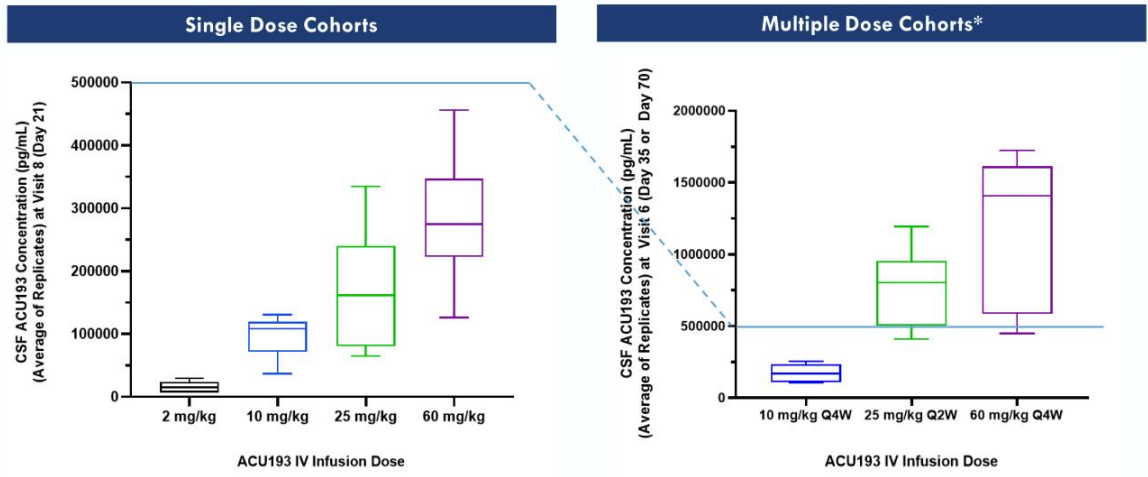 Single Dose Cohorts
CSF ACU193 Concentration (pg/mL)
(Average of Replicates) at Visit 8 (Day 21)
500000
400000
300000
200000
100000
0
2 mg/kg
10 mg/kg
25 mg/kg
60 mg/kg
ACU193 IV Infusion Dose
Multiple Dose Cohorts*
CSF ACU193 Concentration (pg/mL)
(Average of Replicates) at Visit 6 (Day 35 or Day 70)
2000000
1500000
1000000
500000
0
10 mg/kg Q4W
25 mg/kg Q2W
60 mg/kg Q4W
ACU193 IV Infusion Dose